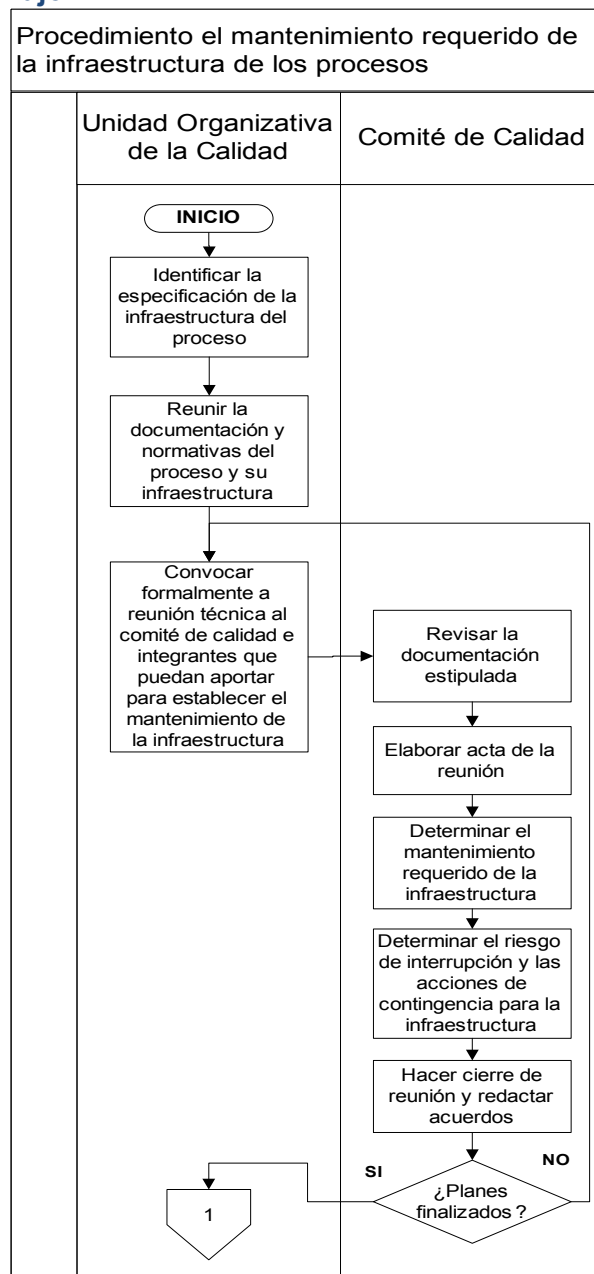 Procedimiento el mantenimiento requerido de
la infraestructura de los procesos
Unidad Organizativa
de la Calidad
Comité de Calidad
INICIO
Identificar la
especificación de la
infraestructura del
proceso
Reunir la
documentación y
normativas del
proceso y su
infraestructura
Convocar
formalmente a
reunión técnica al
comité de calidad e
integrantes que
puedan aportar
para establecer el
mantenimiento de
la infraestructura
Revisar la
documentación
estipulada
Elaborar acta de la
reunión
Determinar el
mantenimiento
requerido de la
infraestructura
Determinar el riesgo
de interrupción y las
acciones de
contingencia para la
infraestructura
Hacer cierre de
reunión y redactar
acuerdos
SI
NO
¿Planes
finalizados ?
1